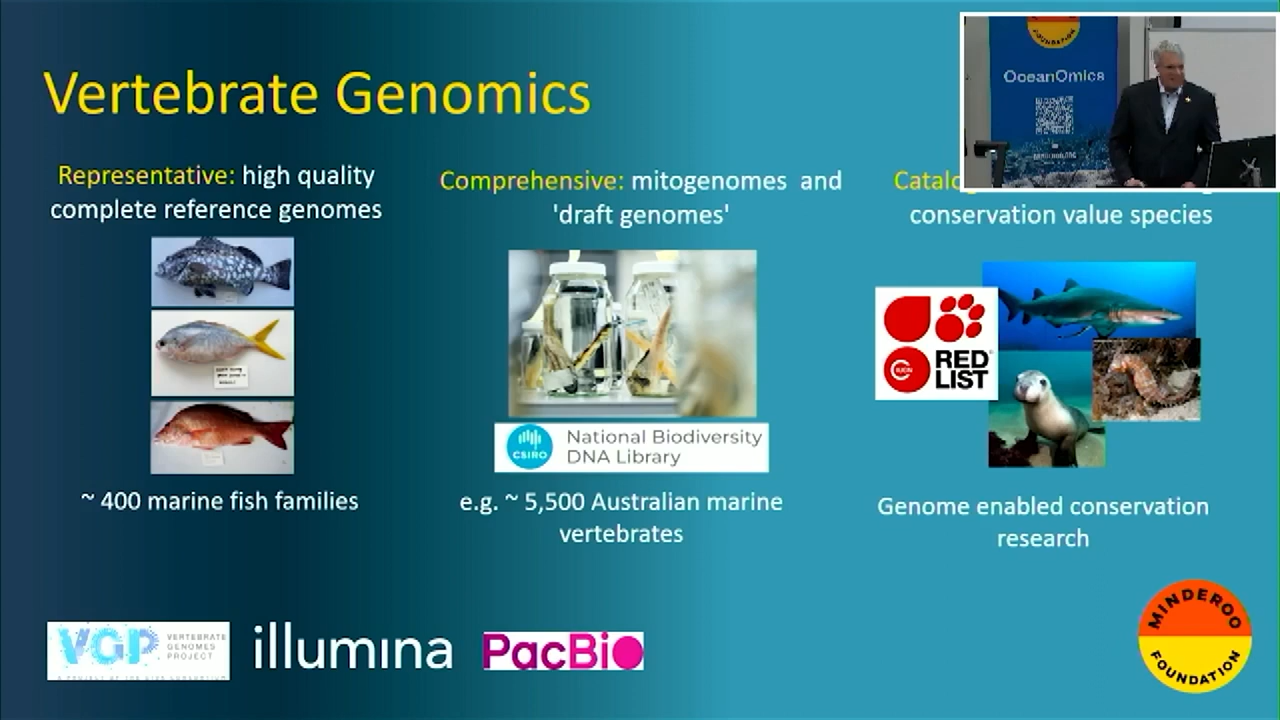 Vertebrate Genomics
Representative: high quality
complete reference genomes
~ 400 marine fish families
Comprehensive: mitogenomes and
'draft genomes'
CSIRO
National Biodiversity
DNA Library
e.g. ~ 5,500 Australian marine
vertebrates
conservation value species
IUCN
RED
LIST
Genome enabled conservation
research
FOUNDATION
OceanOmics
VGP
VERTEBRATE
GENOMES
PROJECT
illumına
PacBio
MINDEROO
FOUNDATION